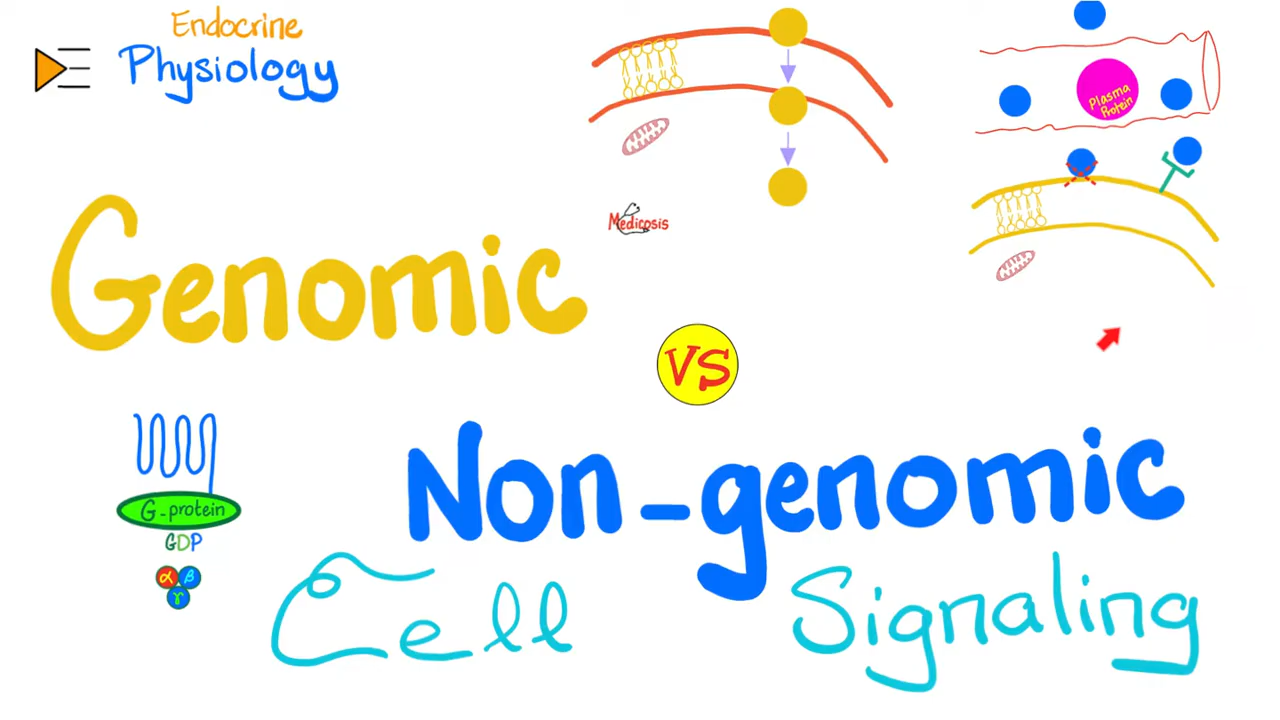 Endocrine
Physiology
Plasma
Protein
Medicosis
Genomic
VS
Non-genomic
G-protein
GDP
α β
γ
Cell Signaling